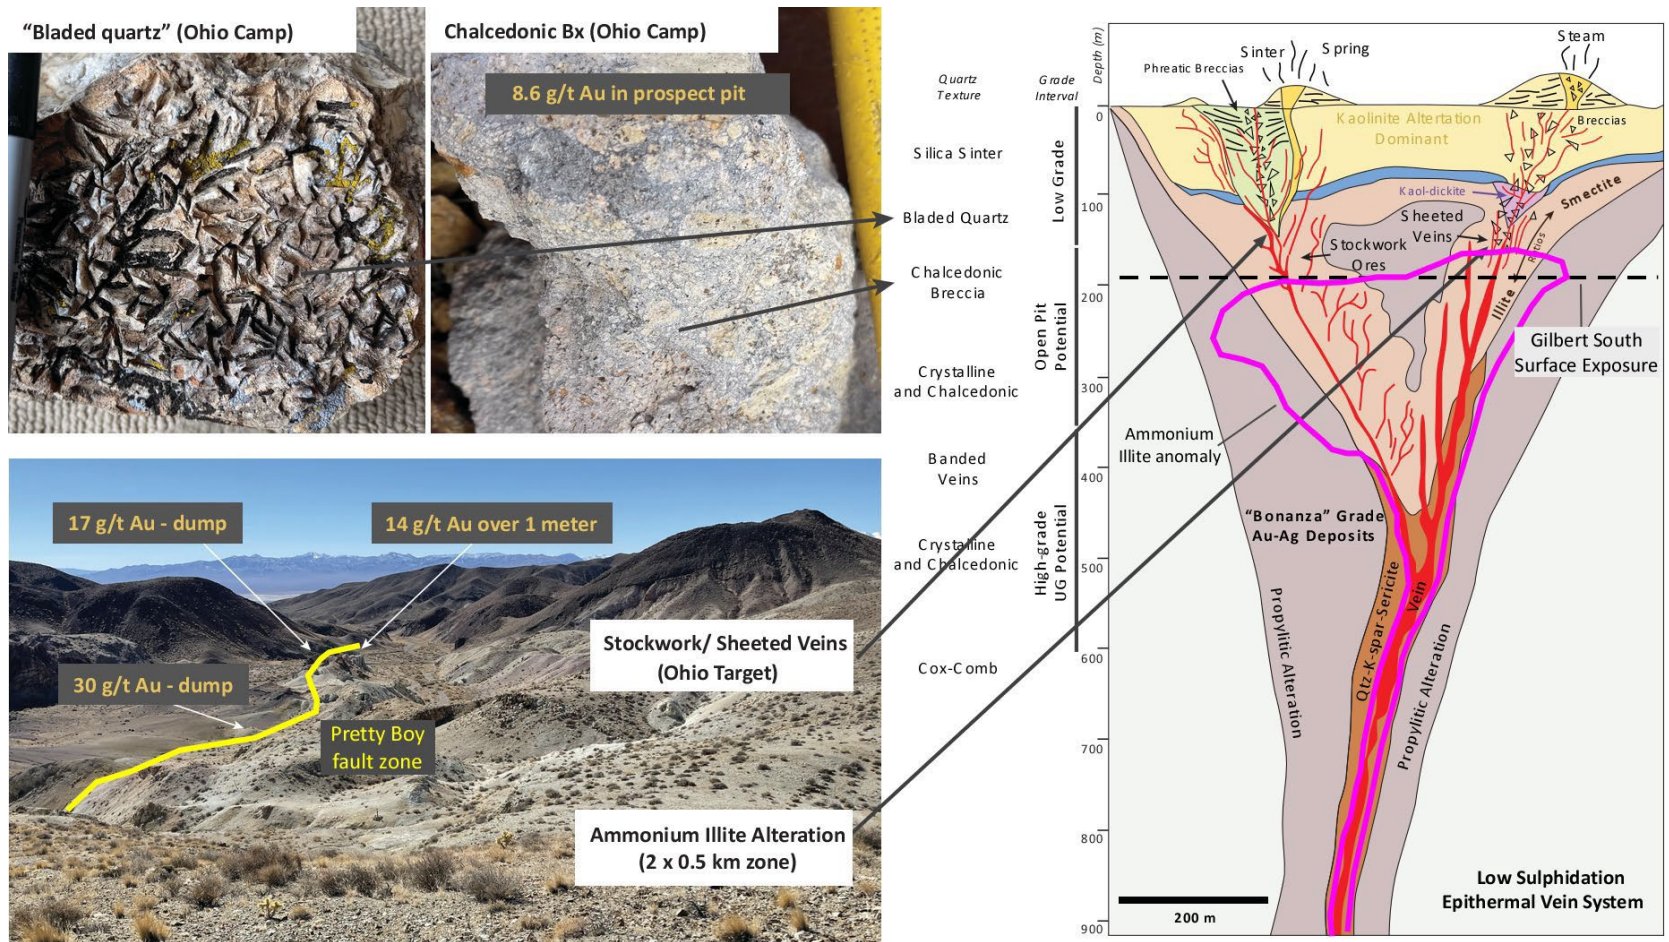 “Bladed quartz” (Ohio Camp)
Chalcedonic Bx (Ohio Camp)
8.6 g/t Au in prospect pit
17 g/t Au - dump
14 g/t Au over 1 meter
30 g/t Au - dump
Pretty Boy
fault zone
Stockwork/ Sheeted Veins
(Ohio Target)
Ammonium Illite Alteration
(2 x 0.5 km zone)
Quartz
Texture
Silica Sinter
Bladed Quartz
Chalcedonic
Breccia
Crystalline
and Chalcedonic
Banded
Veins
Crystalline
and Chalcedonic
Cox-Comb
Grade
Interval
Low Grade
Open Pit
Potential
High-grade
UG Potential
Depth (m)
0
100
200
300
400
500
600
700
800
900
Sinter
Spring
Steam
Phreatic Breccias
Breccias
Kaolinite Altertation
Dominant
Kaol-dickite
Smectite
Sheeted
Veins
Stockwork
Ores
Ratios
Illite
Gilbert South
Surface Exposure
Ammonium
Illite anomaly
“Bonanza” Grade
Au-Ag Deposits
Propylitic Alteration
Qtz-K-spar-Sericite
Vein
Propylitic Alteration
200 m
Low Sulphidation
Epithermal Vein System